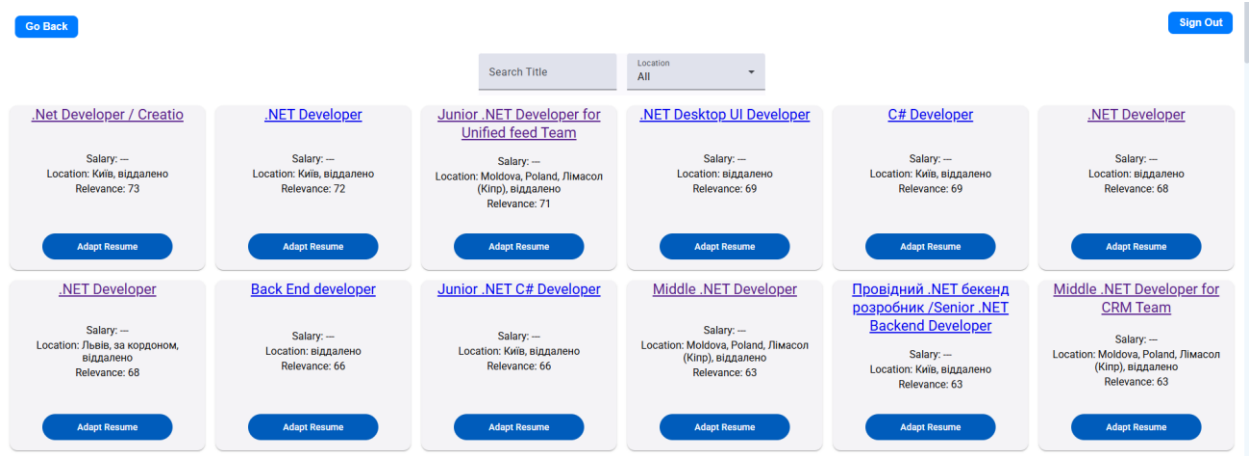 Go Back
Sign Out
Search Title
Location
All
.Net Developer / Creatio
Salary: ---
Location: Київ, віддалено
Relevance: 73
Adapt Resume
.NET Developer
Salary: ---
Location: Київ, віддалено
Relevance: 72
Adapt Resume
Junior .NET Developer for
Unified feed Team
Salary: ---
Location: Moldova, Poland, Лімасол
(Кіпр), віддалено
Relevance: 71
Adapt Resume
.NET Desktop UI Developer
Salary: ---
Location: віддалено
Relevance: 69
Adapt Resume
C# Developer
Salary: ---
Location: Київ, віддалено
Relevance: 69
Adapt Resume
.NET Developer
Salary: ---
Location: Київ, віддалено
Relevance: 68
Adapt Resume
.NET Developer
Salary: ---
Location: Львів, за кордоном,
віддалено
Relevance: 68
Adapt Resume
Back End developer
Salary: ---
Location: віддалено
Relevance: 66
Adapt Resume
Junior .NET C# Developer
Salary: ---
Location: Київ, віддалено
Relevance: 66
Adapt Resume
Middle .NET Developer
Salary: ---
Location: Moldova, Poland, Лімасол
(Кіпр), віддалено
Relevance: 63
Adapt Resume
Провідний .NET бекенд
розробник /Senior .NET
Backend Developer
Salary: ---
Location: Київ, віддалено
Relevance: 63
Adapt Resume
Middle .NET Developer for
CRM Team
Salary: ---
Location: Moldova, Poland, Лімасол
(Кіпр), віддалено
Relevance: 63
Adapt Resume